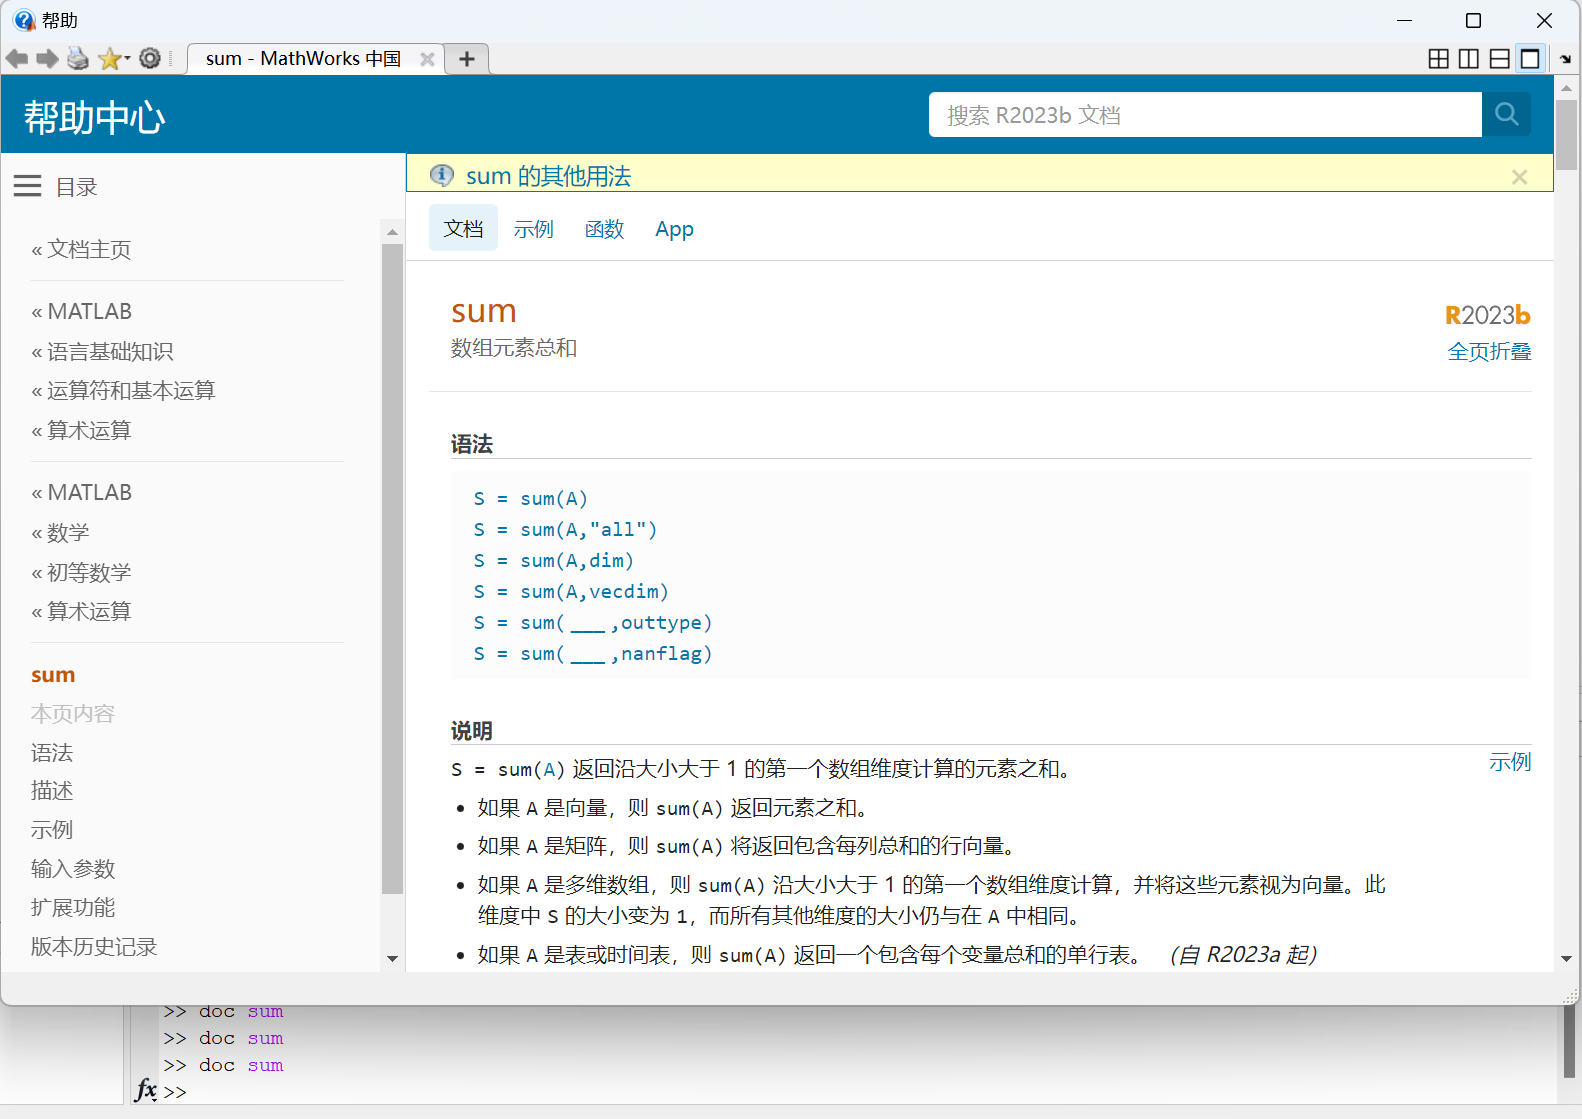 帮助
sum - MathWorks 中国
帮助中心
搜索 R2023b 文档
目录
« 文档主页
« MATLAB
« 语言基础知识
« 运算符和基本运算
« 算术运算
« MATLAB
« 数学
« 初等数学
« 算术运算
sum
本页内容
语法
描述
示例
输入参数
扩展功能
版本历史记录
sum 的其他用法
文档 示例 函数 App
sum
R2023b
数组元素总和
全页折叠
语法
S = sum(A)
S = sum(A,"all")
S = sum(A,dim)
S = sum(A,vecdim)
S = sum(___,outtype)
S = sum(___,nanflag)
说明
S = sum(A) 返回沿大小大于 1 的第一个数组维度计算的元素之和。
示例
• 如果 A 是向量，则 sum(A) 返回元素之和。
• 如果 A 是矩阵，则 sum(A) 将返回包含每列总和的行向量。
• 如果 A 是多维数组，则 sum(A) 沿大小大于 1 的第一个数组维度计算，并将这些元素视为向量。此
维度中 S 的大小变为 1，而所有其他维度的大小仍与在 A 中相同。
• 如果 A 是表或时间表，则 sum(A) 返回一个包含每个变量总和的单行表。 （自 R2023a 起）
>> doc sum
>> doc sum
>> doc sum
fx >>